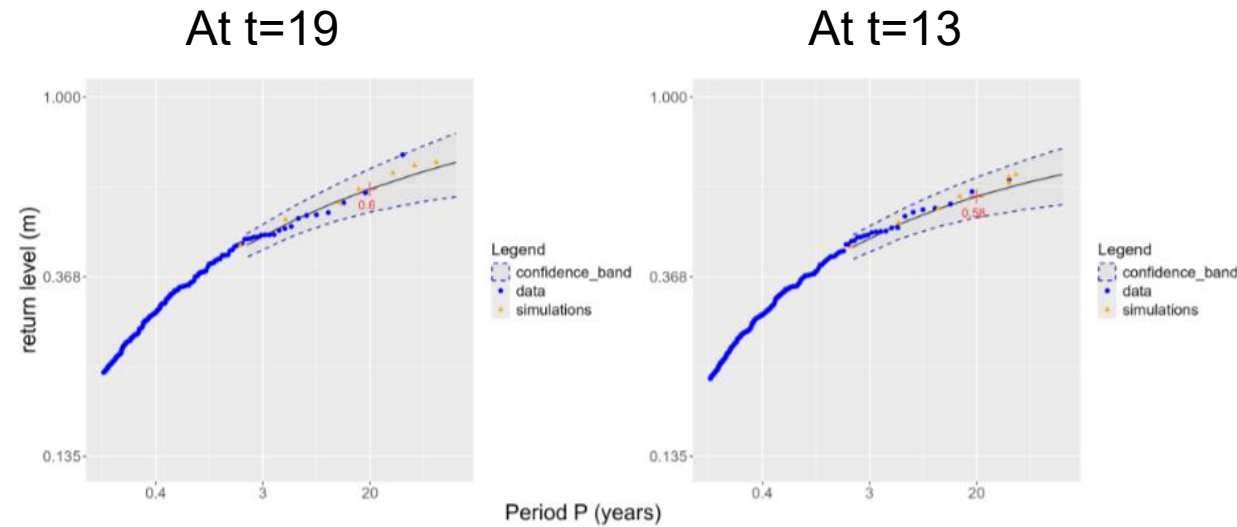 At t=19
At t=13
1.000
0.368
0.135
return level (m)
0.6
0.4
3
20
Legend
confidence_band
data
simulations
1.000
0.368
0.135
0.58
0.4
3
20
Legend
confidence_band
data
simulations
Period P (years)